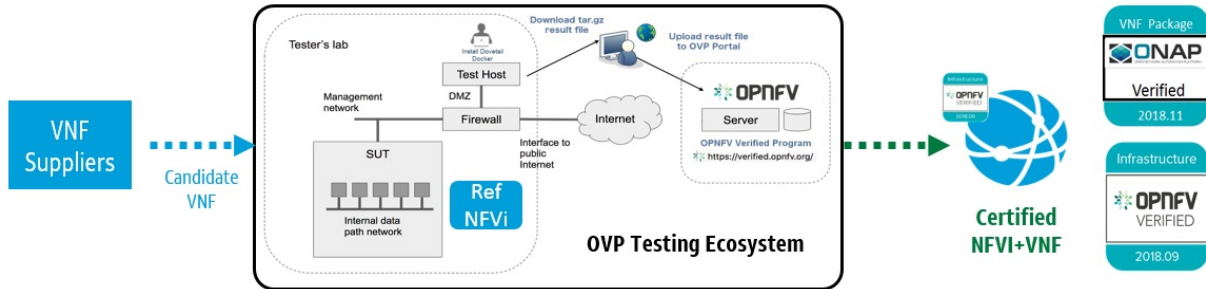 VNF
Suppliers
Candidate
VNF
Tester's lab
Install Dovetail
Docker
Test Host
DMZ
Management
network
Firewall
Internet
Interface to
public
Internet
SUT
Internal data
path network
Ref
NFVi
Download tar.gz
result file
Upload result file
to OVP Portal
OPNFV
Server
OPNFV Verified Program
https://verified.opnfv.org/
OVP Testing Ecosystem
Infrastructure
OPNFV
VERIFIED
2018.09
Certified
NFVI+VNF
VNF Package
ONAP
Verified
2018.11
Infrastructure
OPNFV
VERIFIED
2018.09